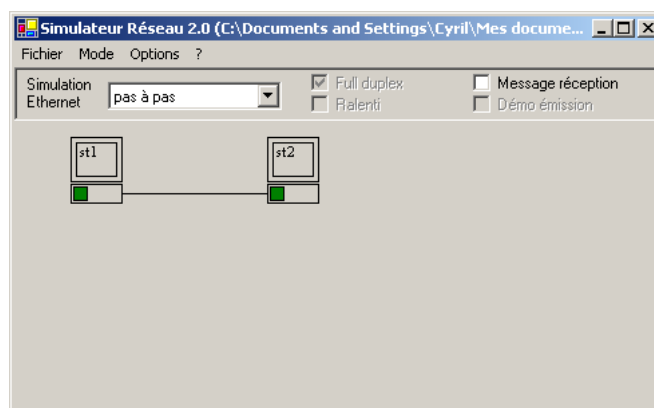 Simulateur Réseau 2.0 (C:\Documents and Settings\Cyril\Mes docume...
Fichier Mode Options ?
Simulation Ethernet
pas à pas
Full duplex
Message réception
Ralenti
Démo émission
st1
st2